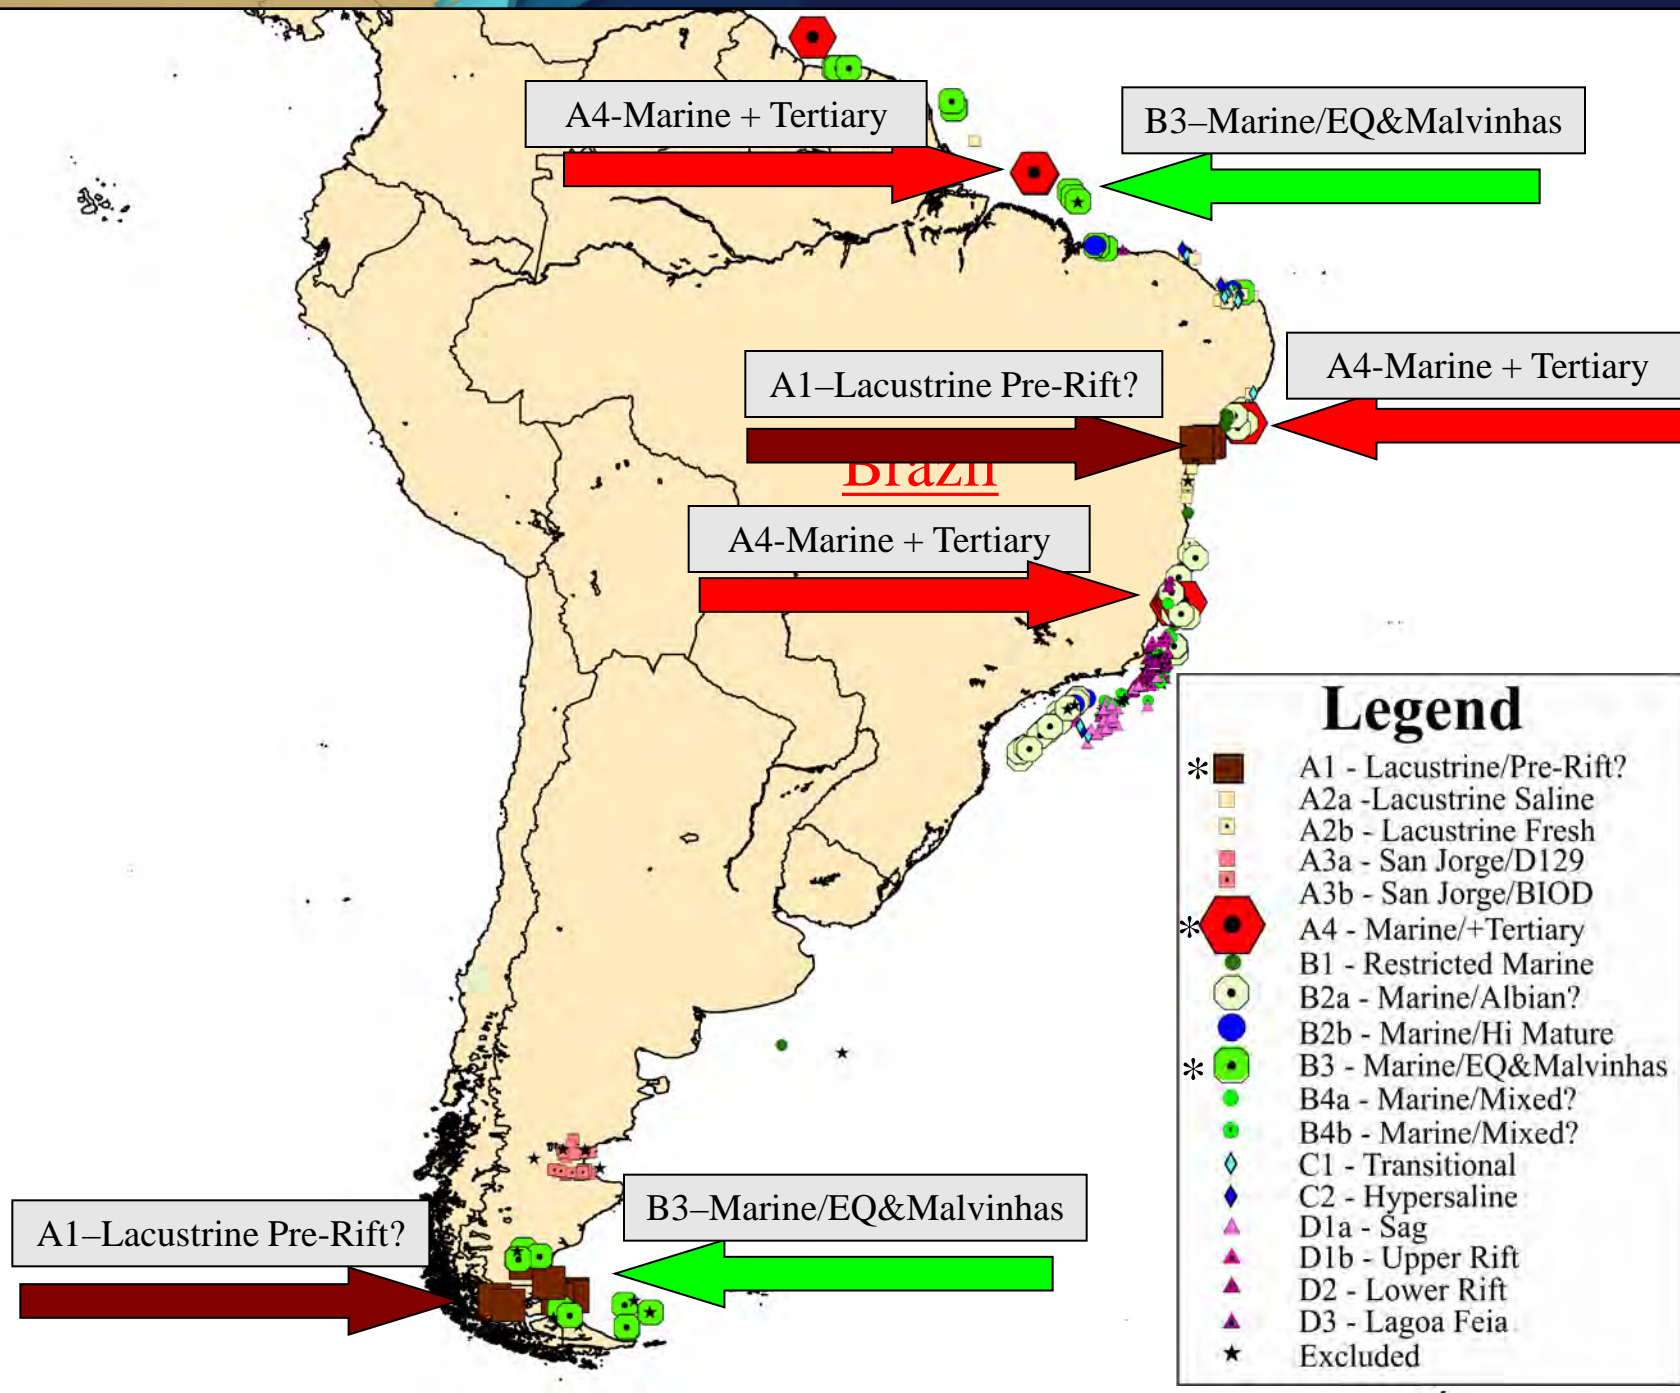 A4-Marine + Tertiary
B3–Marine/EQ&Malvinhas
A1–Lacustrine Pre-Rift?
A4-Marine + Tertiary
Brazil
A4-Marine + Tertiary
Legend
* A1 - Lacustrine/Pre-Rift?
A2a -Lacustrine Saline
A2b - Lacustrine Fresh
A3a - San Jorge/D129
A3b - San Jorge/BIOD
* A4 - Marine/+Tertiary
B1 - Restricted Marine
B2a - Marine/Albian?
B2b - Marine/Hi Mature
* B3 - Marine/EQ&Malvinhas
B4a - Marine/Mixed?
B4b - Marine/Mixed?
C1 - Transitional
C2 - Hypersaline
D1a - Sag
D1b - Upper Rift
D2 - Lower Rift
D3 - Lagoa Feia
Excluded
B3–Marine/EQ&Malvinhas
A1–Lacustrine Pre-Rift?